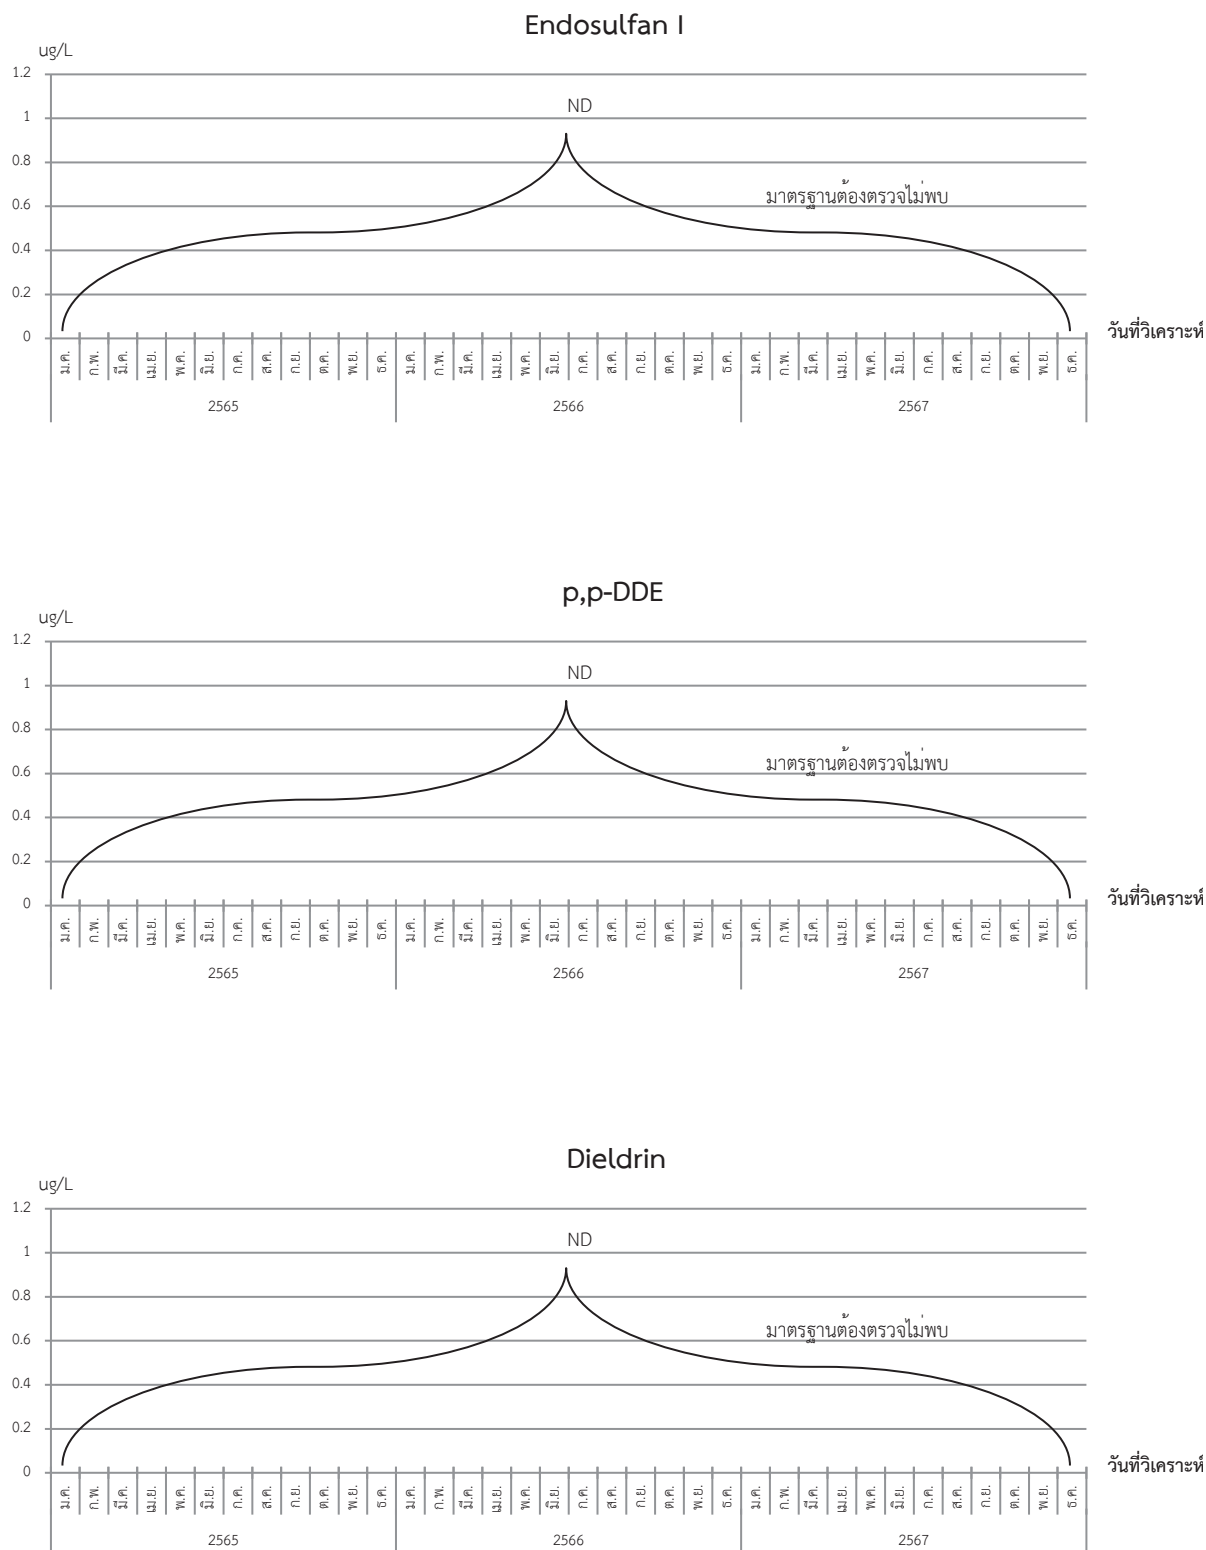 Endosulfan I
ug/L
1.2
1
0.8
0.6
0.4
0.2
0
ND
มาตรฐานต้องตรวจไม่พบ
วันที่วิเคราะห์
ม.ค. ก.พ. มี.ค. เม.ย. พ.ค. มิ.ย. ก.ค. ส.ค. ก.ย. ต.ค. พ.ย. ธ.ค. ม.ค. ก.พ. มี.ค. เม.ย. พ.ค. มิ.ย. ก.ค. ส.ค. ก.ย. ต.ค. พ.ย. ธ.ค. ม.ค. ก.พ. มี.ค. เม.ย. พ.ค. มิ.ย. ก.ค. ส.ค. ก.ย. ต.ค. พ.ย. ธ.ค.
2565 2566 2567
p,p-DDE
ug/L
1.2
1
0.8
0.6
0.4
0.2
0
ND
มาตรฐานต้องตรวจไม่พบ
วันที่วิเคราะห์
ม.ค. ก.พ. มี.ค. เม.ย. พ.ค. มิ.ย. ก.ค. ส.ค. ก.ย. ต.ค. พ.ย. ธ.ค. ม.ค. ก.พ. มี.ค. เม.ย. พ.ค. มิ.ย. ก.ค. ส.ค. ก.ย. ต.ค. พ.ย. ธ.ค. ม.ค. ก.พ. มี.ค. เม.ย. พ.ค. มิ.ย. ก.ค. ส.ค. ก.ย. ต.ค. พ.ย. ธ.ค.
2565 2566 2567
Dieldrin
ug/L
1.2
1
0.8
0.6
0.4
0.2
0
ND
มาตรฐานต้องตรวจไม่พบ
วันที่วิเคราะห์
ม.ค. ก.พ. มี.ค. เม.ย. พ.ค. มิ.ย. ก.ค. ส.ค. ก.ย. ต.ค. พ.ย. ธ.ค. ม.ค. ก.พ. มี.ค. เม.ย. พ.ค. มิ.ย. ก.ค. ส.ค. ก.ย. ต.ค. พ.ย. ธ.ค. ม.ค. ก.พ. มี.ค. เม.ย. พ.ค. มิ.ย. ก.ค. ส.ค. ก.ย. ต.ค. พ.ย. ธ.ค.
2565 2566 2567